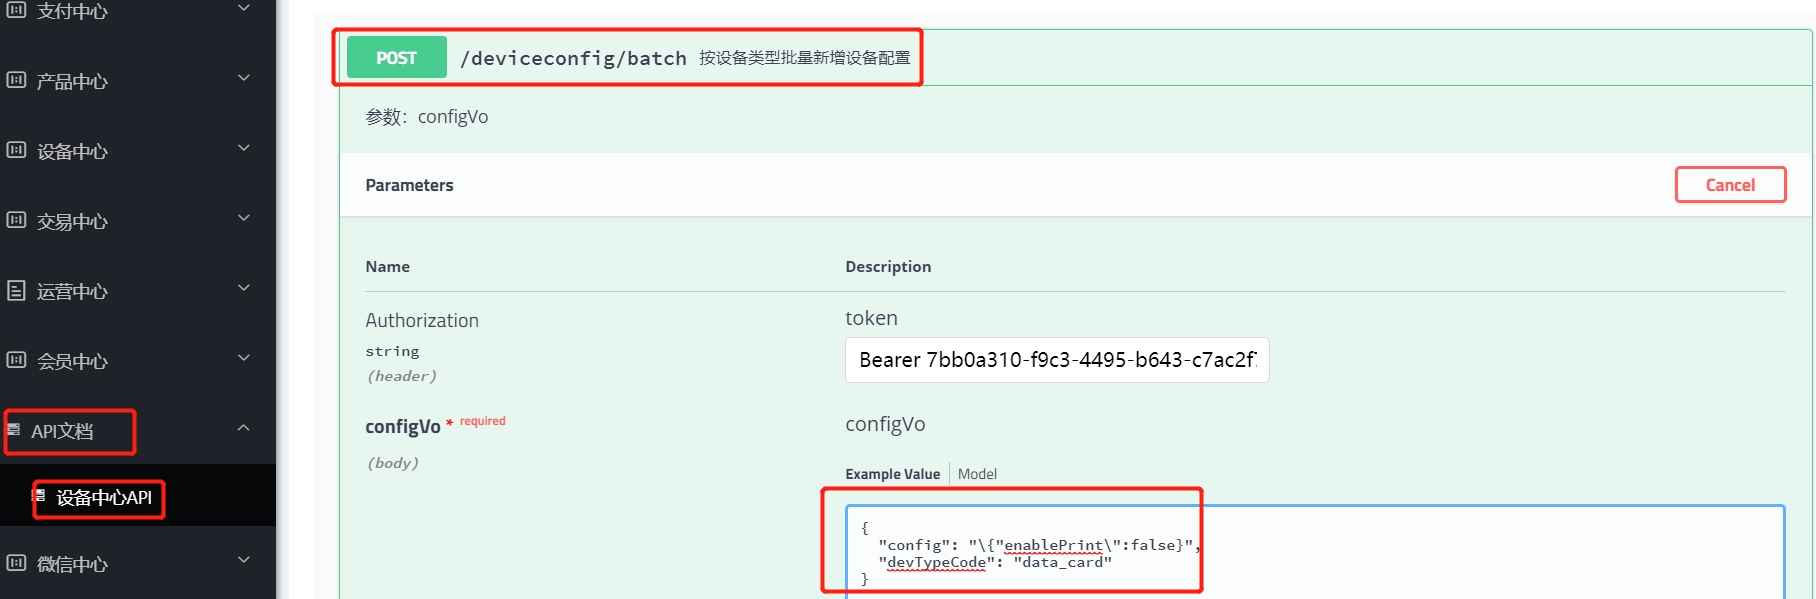 支付中心
产品中心
设备中心
交易中心
运营中心
会员中心
API文档
设备中心API
微信中心
POST /deviceconfig/batch 按设备类型批量新增设备配置
参数：configVo
Parameters
Cancel
Name Description
Authorization
string
(header)
token
Bearer 7bb0a310-f9c3-4495-b643-c7ac2f
configVo * required
(body)
configVo
Example Value Model
{
"config": "\{"enablePrint\":false}",
"devTypeCode": "data_card"
}